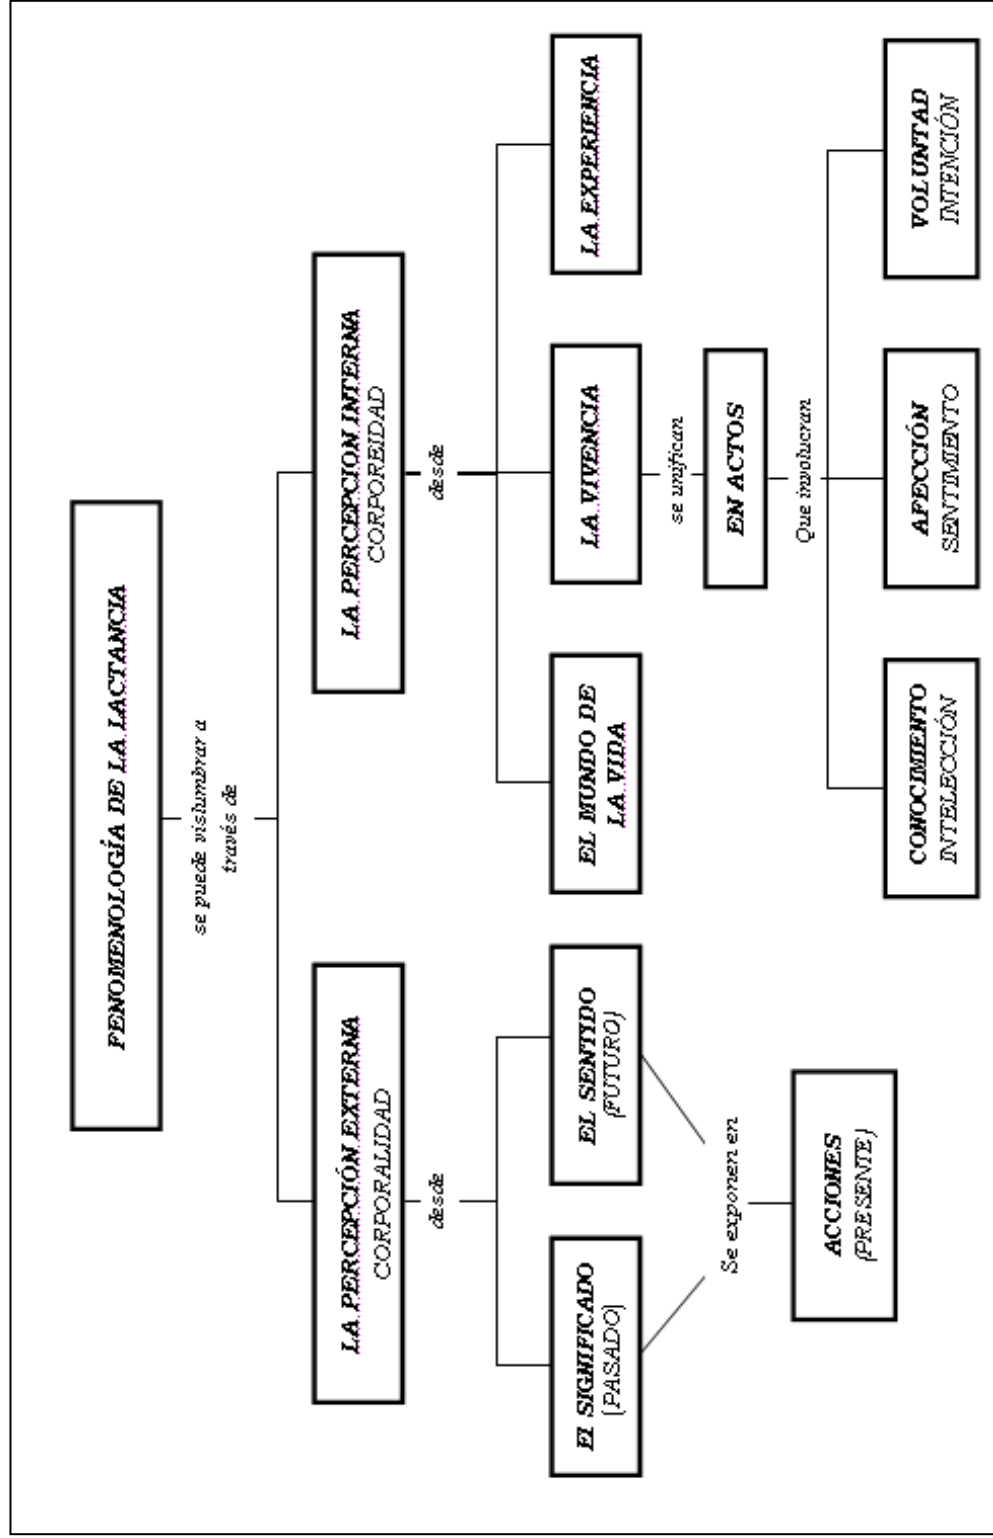 FENOMENOLOGÍA DE LA LACTANCIA
se puede vislumbrar a
través de
LA PERCEPCIÓN EXTERNA
CORPORALIDAD
LA PERCEPCION INTERNA
CORPOREIDAD
desde
desde
El SIGNIFICADO
(PASADO)
EL SENTIDO
(FUTURO)
EL MUNDO DE
LA VIDA
LA VIVENCIA
LA EXPERIENCIA
Se exponen en
se unifican
ACCIONES
(PRESENTE)
EN ACTOS
Que involucran
CONOCIMIENTO
INTELECCIÓN
AFECCIÓN
SENTIMIENTO
VOLUNTAD
INTENCIÓN